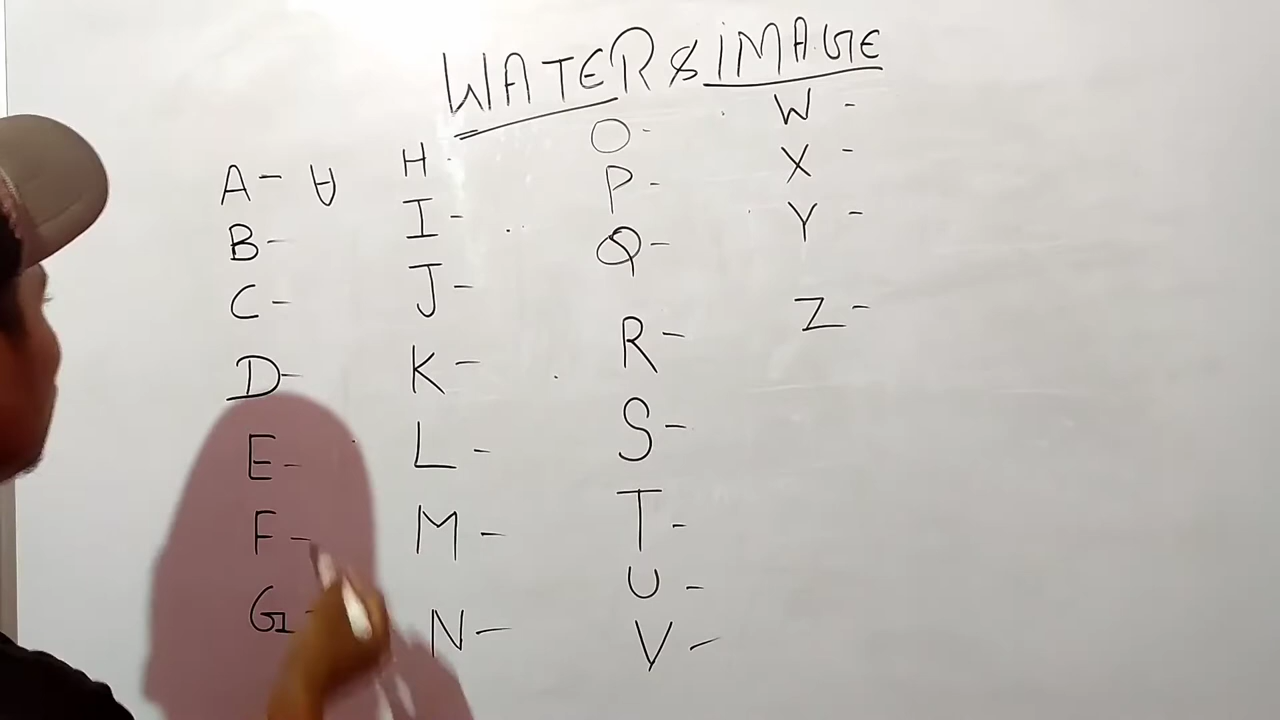 WATER & IMAGE
A - ∀
B -
C -
D -
E -
F -
G -
H -
I -
J -
K -
L -
M -
N -
O -
P -
Q -
R -
S -
T -
U -
V -
W -
X -
Y -
Z -